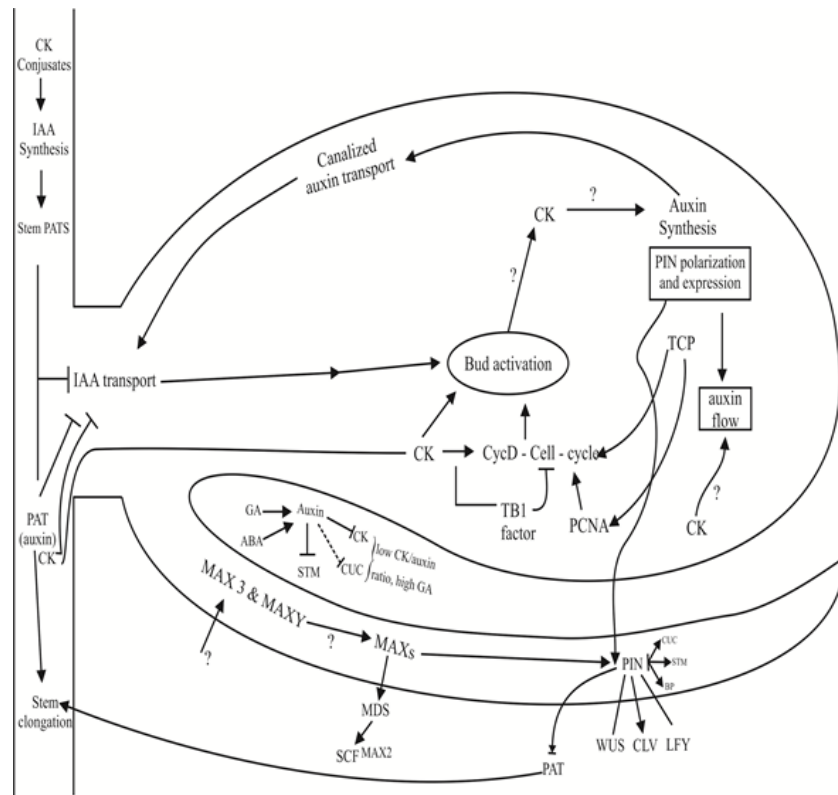 CK
Conjusates
IAA
Synthesis
Stem PATS
Canalized
auxin transport
CK
?
?
Auxin
Synthesis
PIN polarization
and expression
TCP
auxin
flow
Bud activation
IAA transport
CK
CycD - Cell - cyclo
TB1
factor
PCNA
?
CK
PAT
(auxin)
CK
GA
ABA
Auxin
CK
STM
CUC
low CK/auxin
ratio, high GA
MAX 3 & MAXY
?
?
MAXs
MDS
SCF MAX2
PIN
CUC
STM
BP
WUS CLV LFY
PAT
Stem
clongation